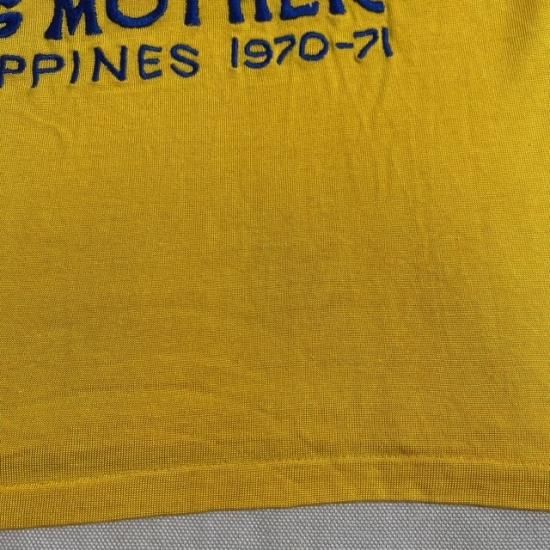 G MOTHER
PPINES 1970-71